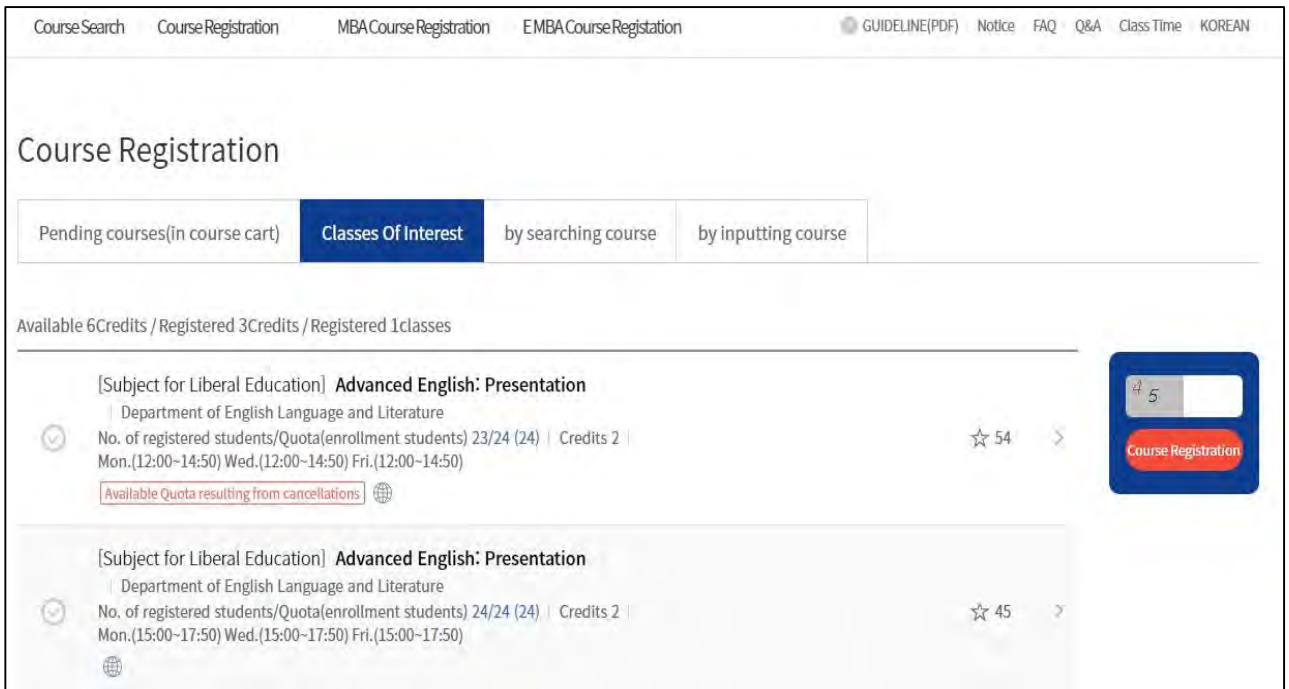 Course Search Course Registration MBA Course Registration E MBA Course Registation GUIDELINE(PDF) Notice FAQ Q&A Class Time KOREAN
Course Registration
Pending courses(in course cart) Classes Of Interest by searching course by inputting course
Available 6Credits / Registered 3Credits / Registered 1classes
[Subject for Liberal Education] Advanced English: Presentation
Department of English Language and Literature
No. of registered students/Quota(enrollment students) 23/24 (24) | Credits 2 |
Mon.(12:00~14:50) Wed.(12:00~14:50) Fri.(12:00~14:50)
Available Quota resulting from cancellations
☆ 54
4 5
Course Registration
[Subject for Liberal Education] Advanced English: Presentation
Department of English Language and Literature
No. of registered students/Quota(enrollment students) 24/24 (24) | Credits 2 |
Mon.(15:00~17:50) Wed.(15:00~17:50) Fri.(15:00~17:50)
☆ 45